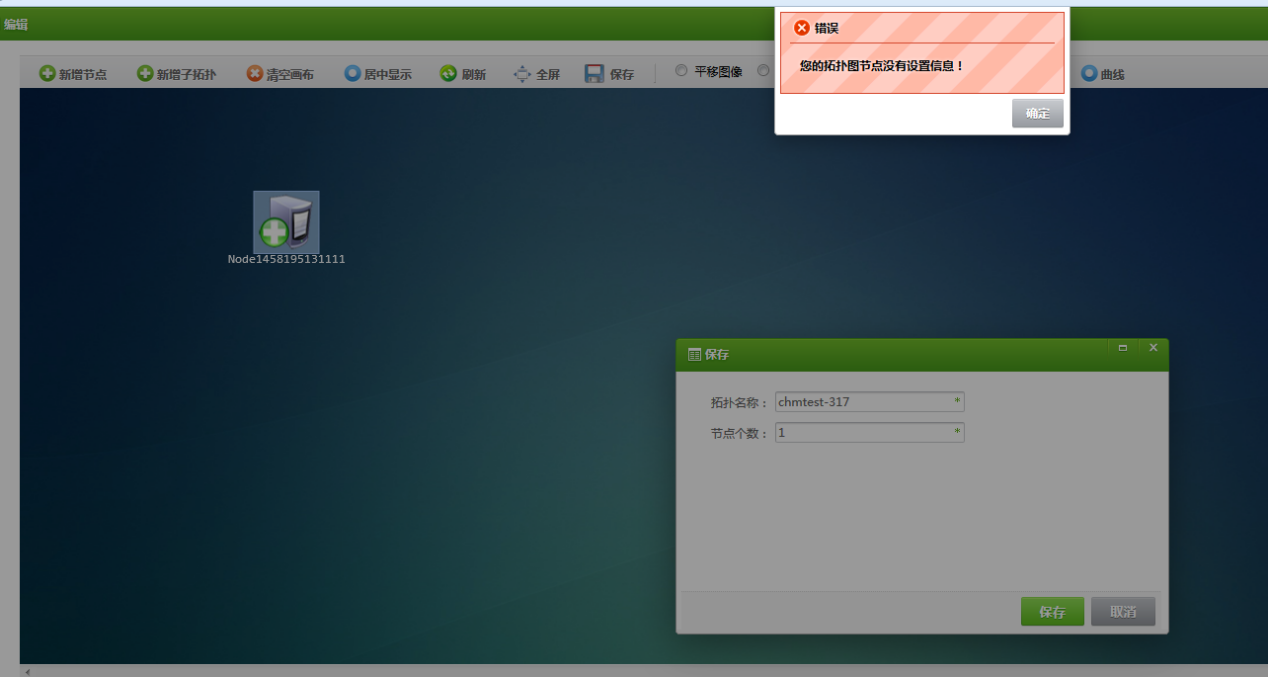 编辑
错误
您的拓扑图节点没有设置信息！
确定
新增节点 新增子拓扑 清空画布 居中显示 刷新 全屏 保存 平移图像 曲线
Node1458195131111
保存
拓扑名称： chmtest-317 *
节点个数： 1 *
保存 取消